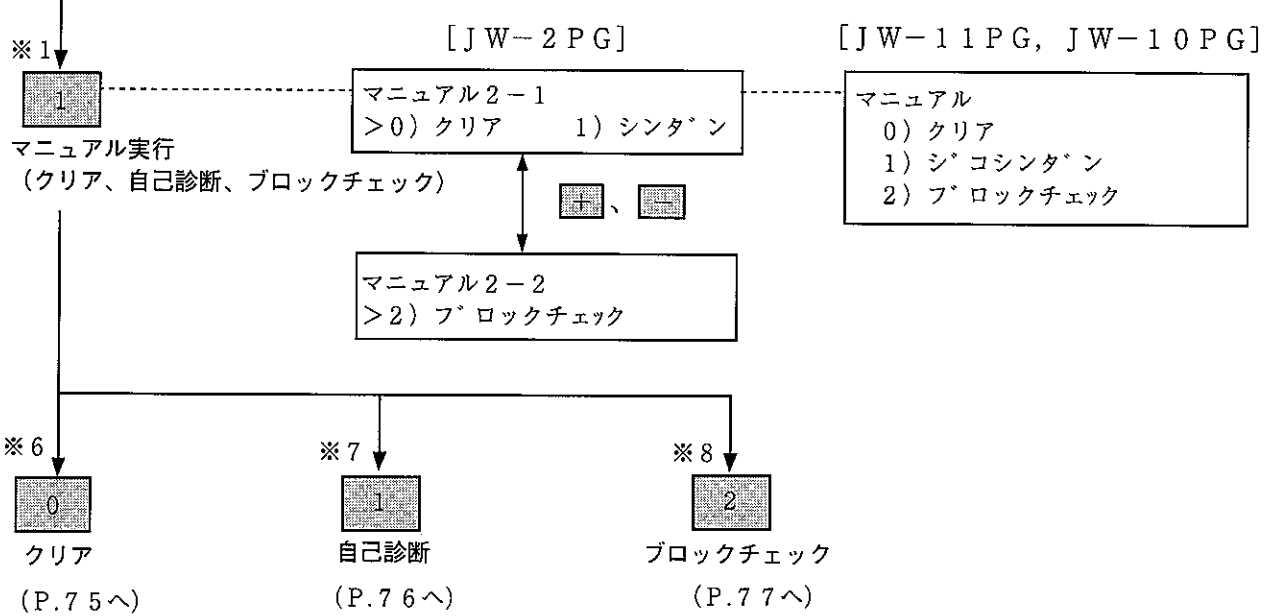 [JW-2PG]
[JW-11PG, JW-10PG]
※1
1
マニュアル実行
(クリア、自己診断、ブロックチェック)
マニュアル2-1
>0) クリア 1) シンダ゛ン
マニュアル
0) クリア
1) シ゛コシンタ゛ン
2) フ゛ロックチェック
+、-
マニュアル2-2
>2) フ゛ロックチェック
※6
0
クリア
(P.75へ)
※7
1
自己診断
(P.76へ)
※8
2
ブロックチェック
(P.77へ)